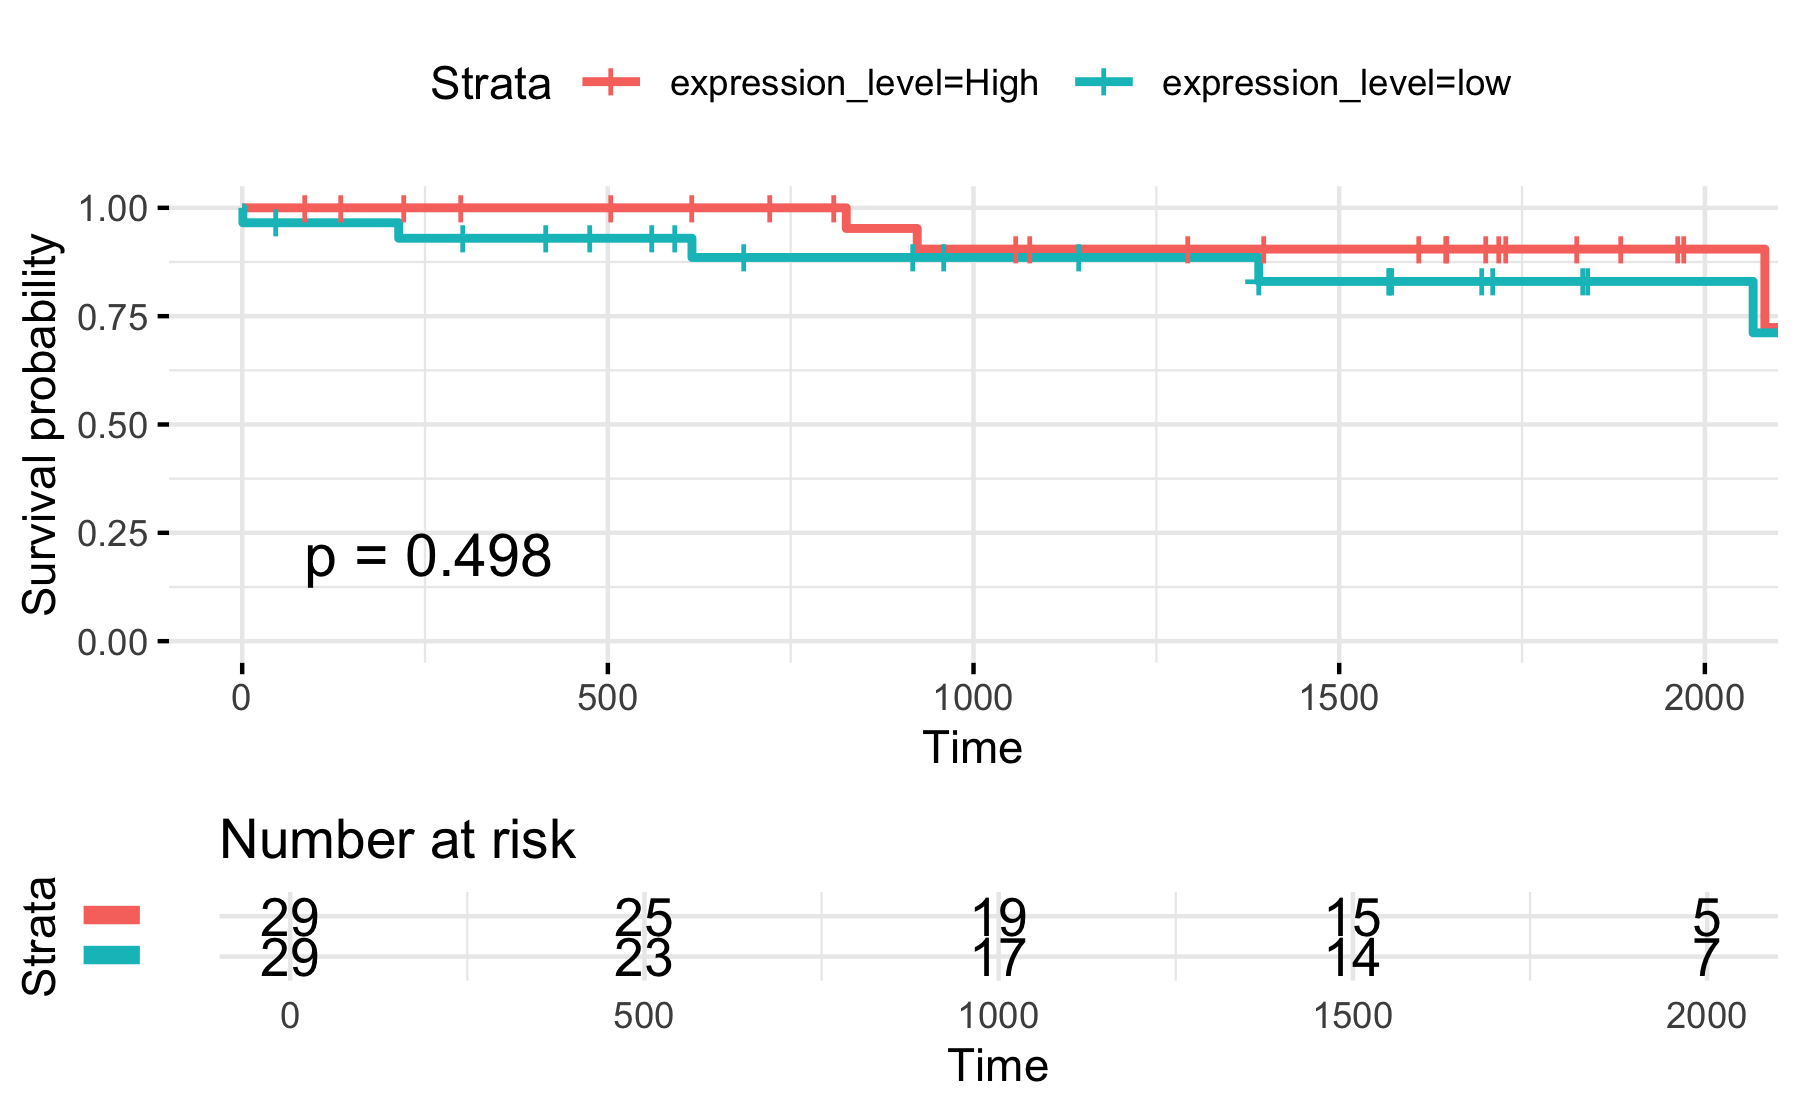 Strata expression_level=High expression_level=low
Survival probability
1.00
0.75
0.50
0.25
0.00
p = 0.498
0 500 1000 1500 2000
Time
Number at risk
Strata
29 25 19 15 5
29 23 17 14 7
0 500 1000 1500 2000
Time